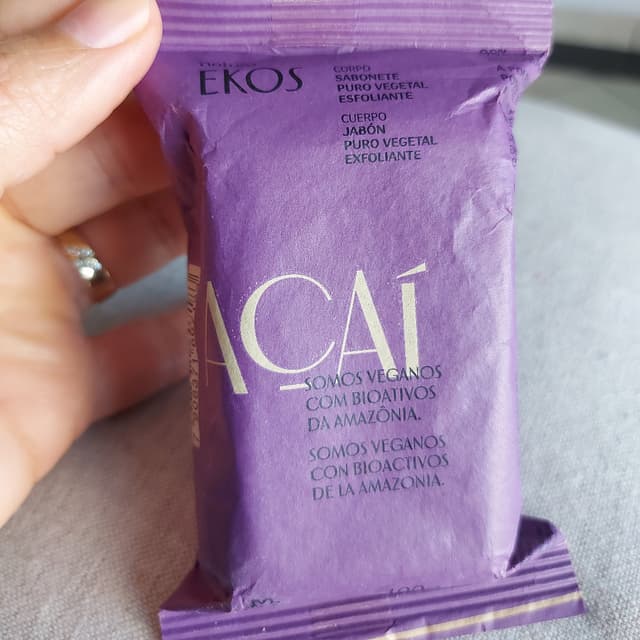 EKOS
CORPO
SABONETE
PURO VEGETAL
ESFOLIANTE
CUERPO
JABÓN
PURO VEGETAL
EXFOLIANTE
AÇAÍ
SOMOS VEGANOS
COM BIOATIVOS
DA AMAZÔNIA.
SOMOS VEGANOS
CON BIOACTIVOS
DE LA AMAZONIA.